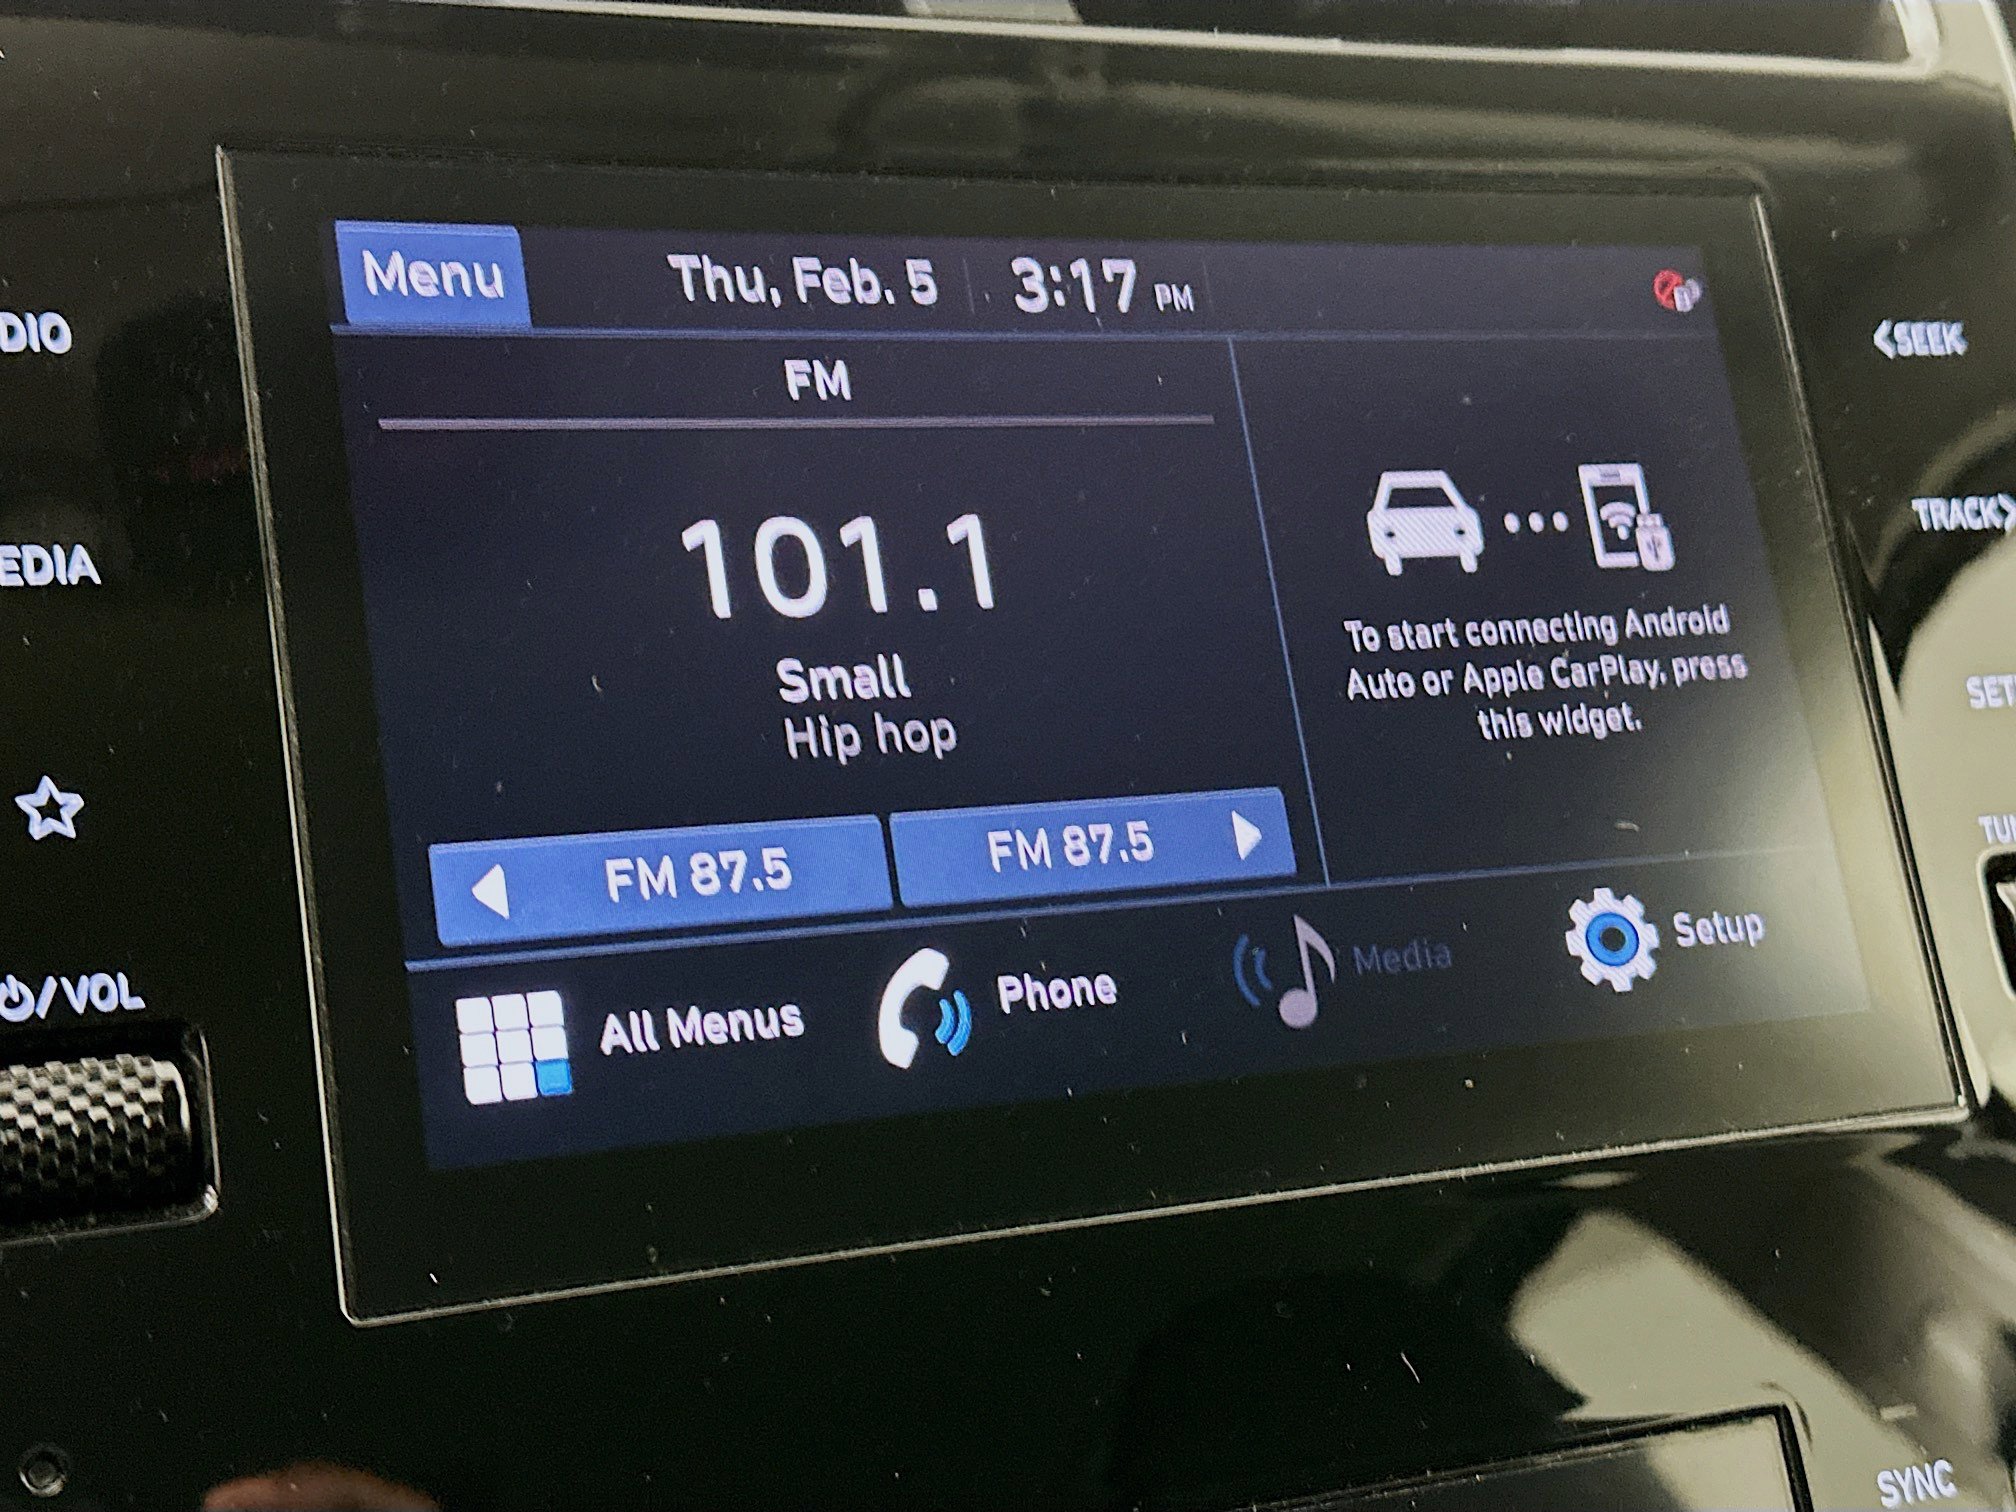 Menu
Thu, Feb. 5
3:17 PM
FM
101.1
Small
Hip hop
FM 87.5
FM 87.5
To start connecting Android
Auto or Apple CarPlay, press
this widget.
All Menus
Phone
Media
Setup
DIO
EDIA
/VOL
<SEEK
TRACK>
SET
TU
SYNC